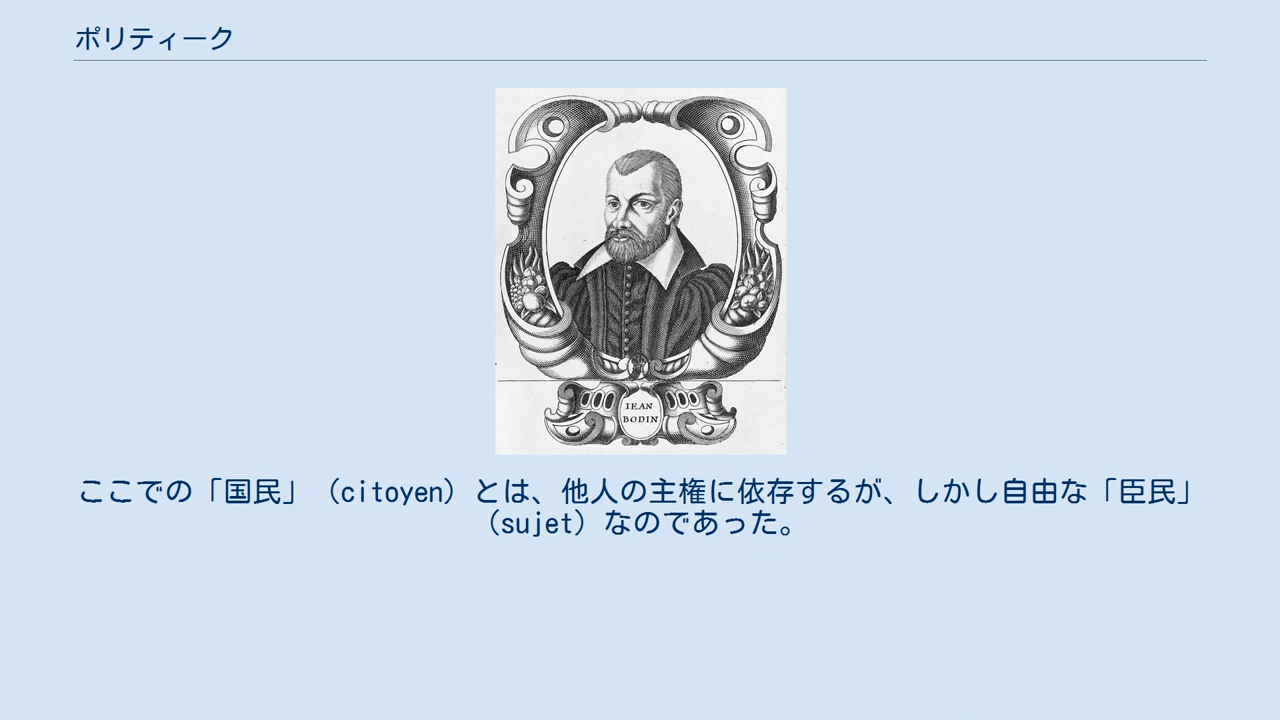 ポリティーク
IEAN
BODIN
ここでの「国民」（citoyen）とは、他人の主権に依存するが、しかし自由な「臣民」
（sujet）なのであった。